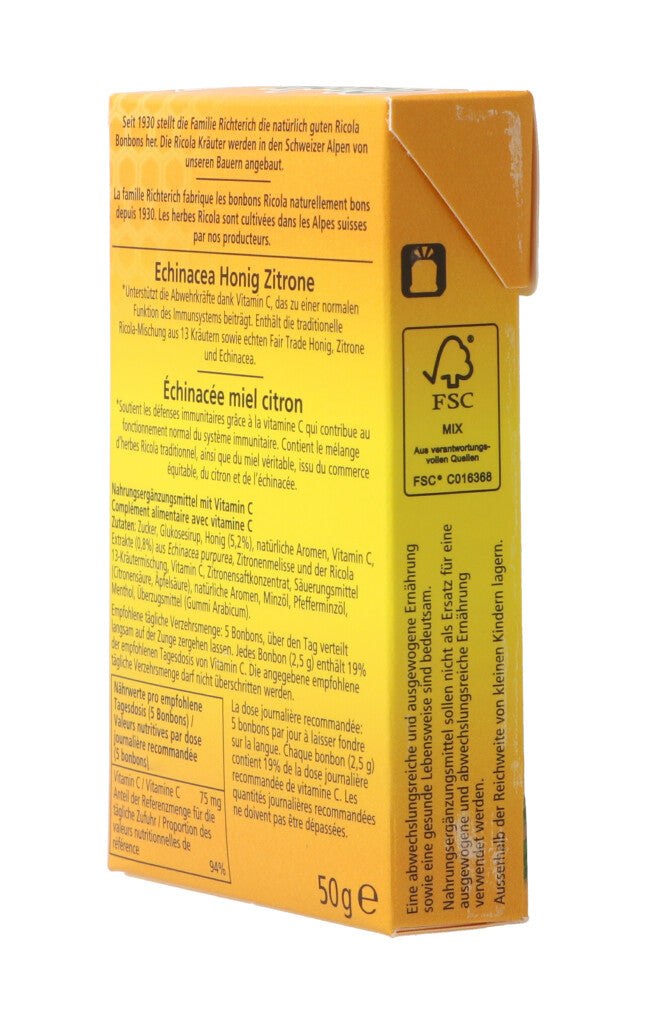 Seit 1930 stellt die Familie Richterich die natürlich guten Ricola
Bonbons her. Die Ricola Kräuter werden in den Schweizer Alpen von
unseren Bauern angebaut.
La famille Richterich fabrique les bonbons Ricola naturellement bons
depuis 1930. Les herbes Ricola sont cultivées dans les Alpes suisses
par nos producteurs.
Echinacea Honig Zitrone
*Unterstützt die Abwehrkräfte dank Vitamin C, das zu einer normalen
Funktion des Immunsystems beiträgt. Enthält die traditionelle
Ricola-Mischung aus 13 Kräutern sowie echten Fair Trade Honig, Zitrone
und Echinacea.
Échinacée miel citron
*Soutient les défenses immunitaires grâce à la vitamine C qui contribue au
fonctionnement normal du système immunitaire. Contient le mélange
d'herbes Ricola traditionnel, ainsi que du miel véritable, issu du commerce
équitable, du citron et de l'échinacée.
Nahrungsergänzungsmittel mit Vitamin C
Complément alimentaire avec vitamine C
Zutaten: Zucker, Glukosesirup, Honig (5,2%), natürliche Aromen, Vitamin C,
Extrakte (0,8%) aus Echinacea purpurea, Zitronenmelisse und der Ricola
13-Kräutermischung, Vitamin C, Zitronensaftkonzentrat, Säuerungsmittel
(Citronensäure, Äpfelsäure), natürliche Aromen, Minzöl, Pfefferminzöl,
Menthol, Überzugsmittel (Gummi Arabicum).
Empfohlene tägliche Verzehrsmenge: 5 Bonbons, über den Tag verteilt
langsam auf der Zunge zergehen lassen. Jedes Bonbon (2,5 g) enthält 19%
der empfohlenen Tagesdosis von Vitamin C. Die angegebene empfohlene
tägliche Verzehrsmenge darf nicht überschritten werden.
Nährwerte pro empfohlene
Tagesdosis (5 Bonbons) /
Valeurs nutritives par dose
journalière recommandée
(5 bonbons)
Vitamin C / Vitamine C 75 mg
Anteil der Referenzmenge für die
tägliche Zufuhr / Proportion des
valeurs nutritionnelles de
référence
94%
La dose journalière recommandée:
5 bonbons par jour à laisser fondre
sur la langue. Chaque bonbon (2,5 g)
contient 19% de la dose journalière
recommandée de vitamine C. Les
quantités journalières recommandées
ne doivent pas être dépassées.
50g e
FSC
MIX
Aus verantwortungs-
vollen Quellen
FSC® C016368
Eine abwechslungsreiche und ausgewogene Ernährung
sowie eine gesunde Lebensweise sind bedeutsam.
Nahrungsergänzungsmittel sollen nicht als Ersatz für eine
ausgewogene und abwechslungsreiche Ernährung
verwendet werden.
Ausserhalb der Reichweite von kleinen Kindern lagern.